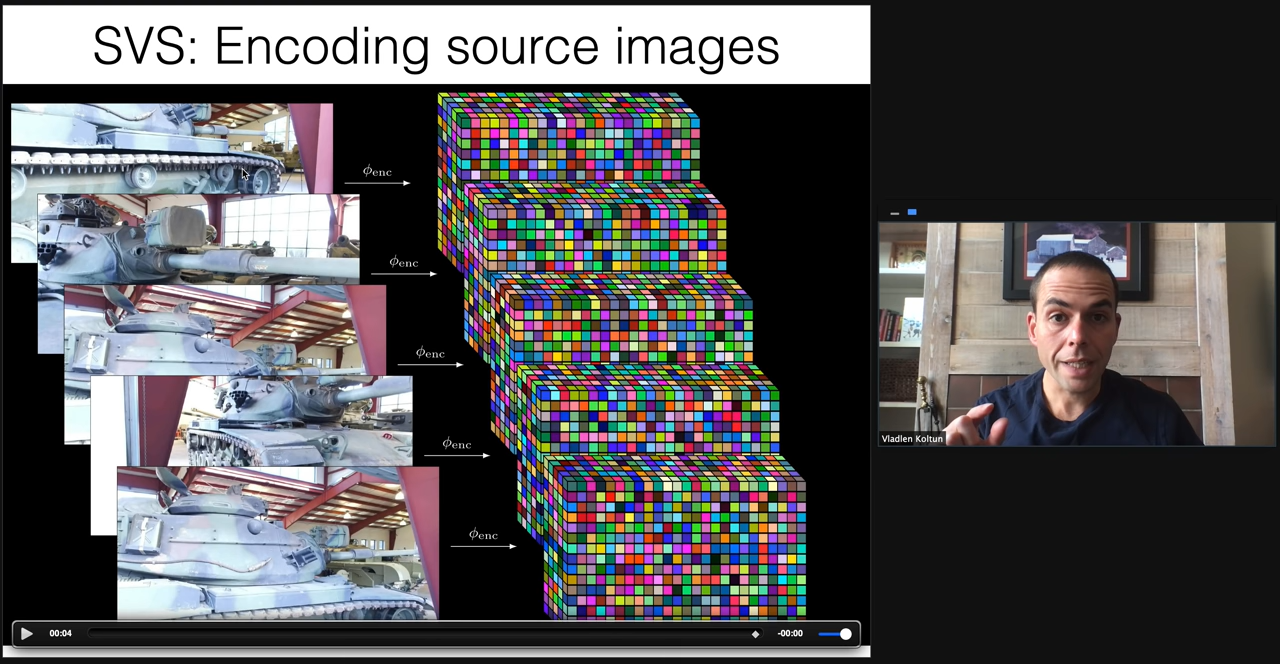 SVS: Encoding source images
ϕenc
ϕenc
ϕenc
ϕenc
ϕenc
Vladlen Koltun
00:04
-00:00